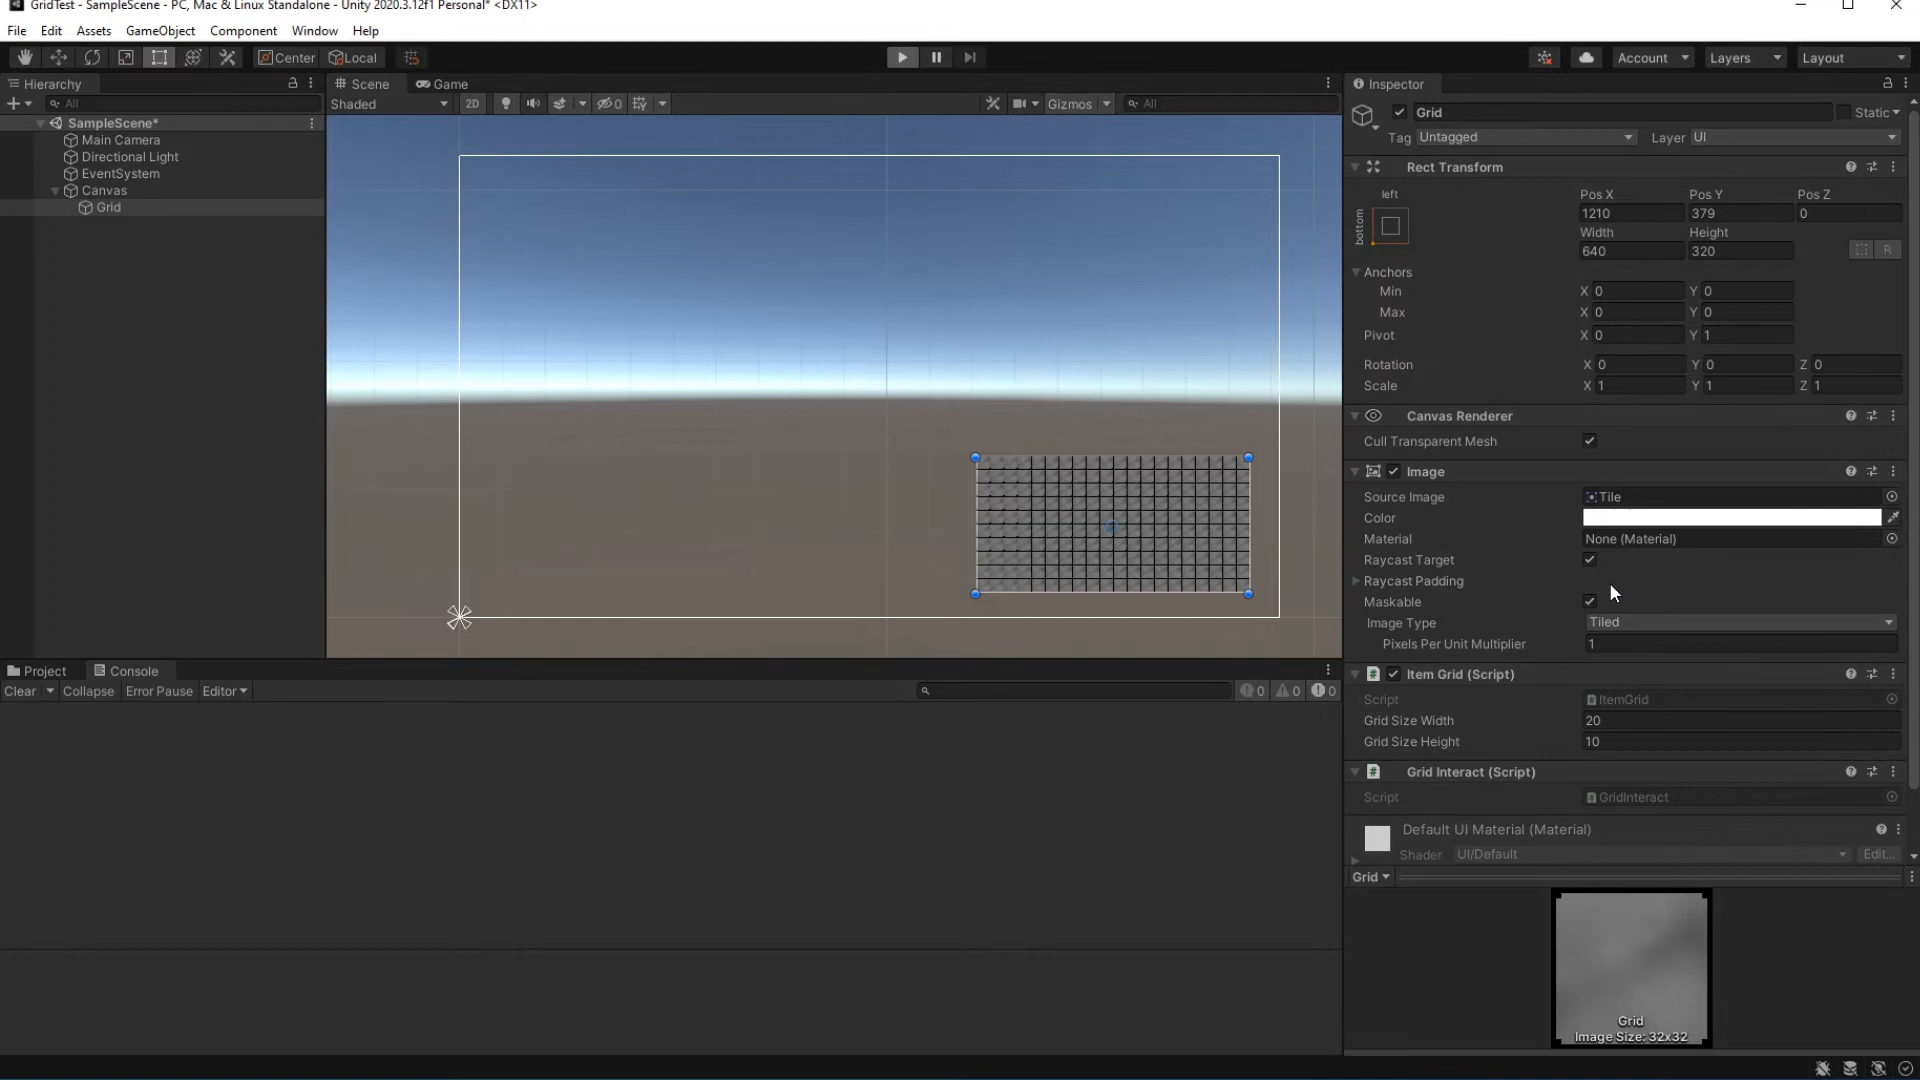 GridTest - SampleScene - PC, Mac & Linux Standalone - Unity 2020.3.12f1 Personal* <DX11>
File Edit Assets GameObject Component Window Help
Center Local Account Layers Layout
Hierarchy
All
SampleScene*
Main Camera
Directional Light
EventSystem
Canvas
Grid
Scene Game
Shaded 2D 0 Gizmos All
Inspector
Grid Static
Tag Untagged Layer UI
Rect Transform
left
bottom
Pos X Pos Y Pos Z
1210 379 0
Width Height
640 320
R
Anchors
Min X 0 Y 0
Max X 0 Y 0
Pivot X 0 Y 1
Rotation X 0 Y 0 Z 0
Scale X 1 Y 1 Z 1
Canvas Renderer
Cull Transparent Mesh
Image
Source Image Tile
Color
Material None (Material)
Raycast Target
Raycast Padding
Maskable
Image Type Tiled
Pixels Per Unit Multiplier 1
Item Grid (Script)
Script ItemGrid
Grid Size Width 20
Grid Size Height 10
Grid Interact (Script)
Script GridInteract
Default UI Material (Material)
Shader UI/Default Edit...
Grid
Grid
Image Size: 32x32
Project Console
Clear Collapse Error Pause Editor 0 0 0